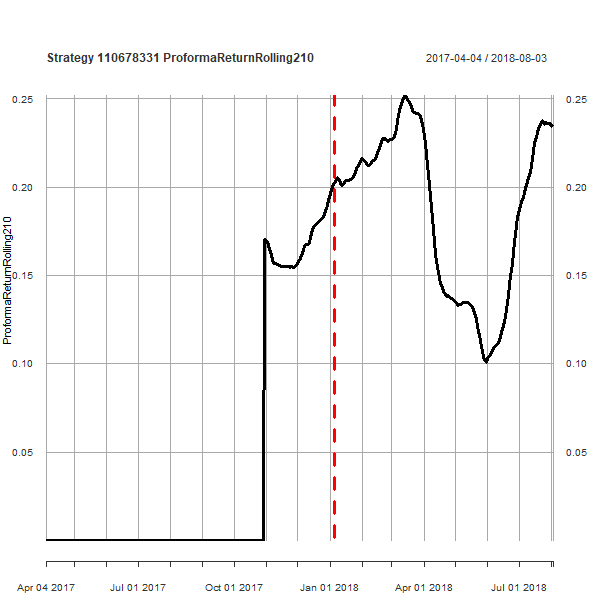 Strategy 110678331 ProformaReturnRolling210
2017-04-04 / 2018-08-03
0.25 0.25
0.20 0.20
0.15 0.15
0.10 0.10
0.05 0.05
ProformaReturnRolling210
Apr 04 2017 Jul 01 2017 Oct 01 2017 Jan 01 2018 Apr 01 2018 Jul 01 2018